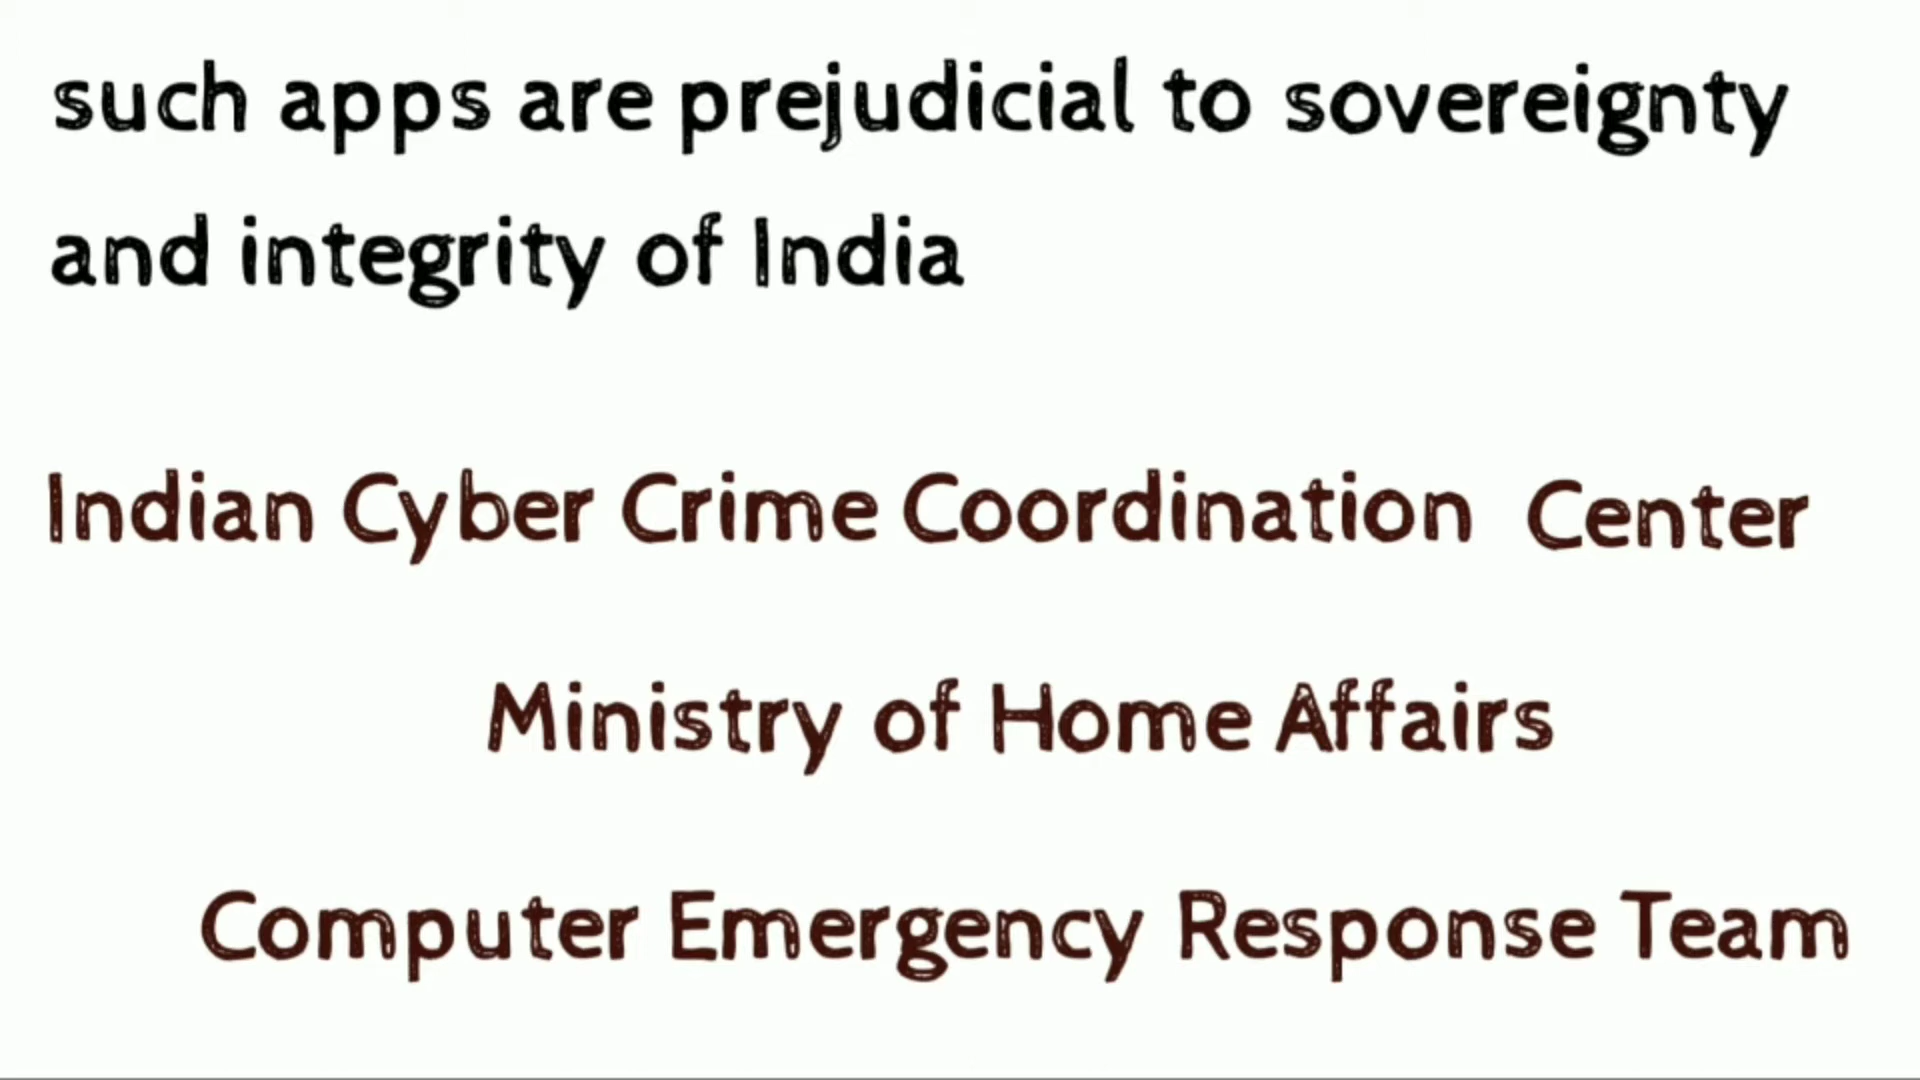 such apps are prejudicial to sovereignty
and integrity of India
Indian Cyber Crime Coordination Center
Ministry of Home Affairs
Computer Emergency Response Team